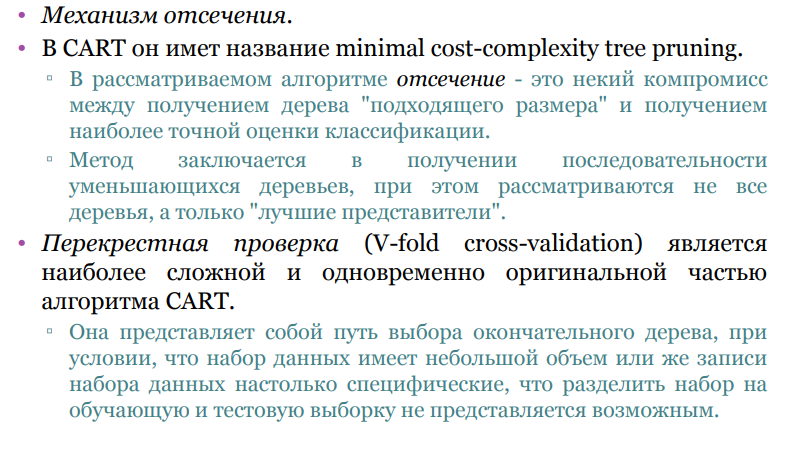 • Механизм отсечения.
• В CART он имет название minimal cost-complexity tree pruning.
▫ В рассматриваемом алгоритме отсечение - это некий компромисс
между получением дерева "подходящего размера" и получением
наиболее точной оценки классификации.
▫ Метод заключается в получении последовательности
уменьшающихся деревьев, при этом рассматриваются не все
деревья, а только "лучшие представители".
• Перекрестная проверка (V-fold cross-validation) является
наиболее сложной и одновременно оригинальной частью
алгоритма CART.
▫ Она представляет собой путь выбора окончательного дерева, при
условии, что набор данных имеет небольшой объем или же записи
набора данных настолько специфические, что разделить набор на
обучающую и тестовую выборку не представляется возможным.